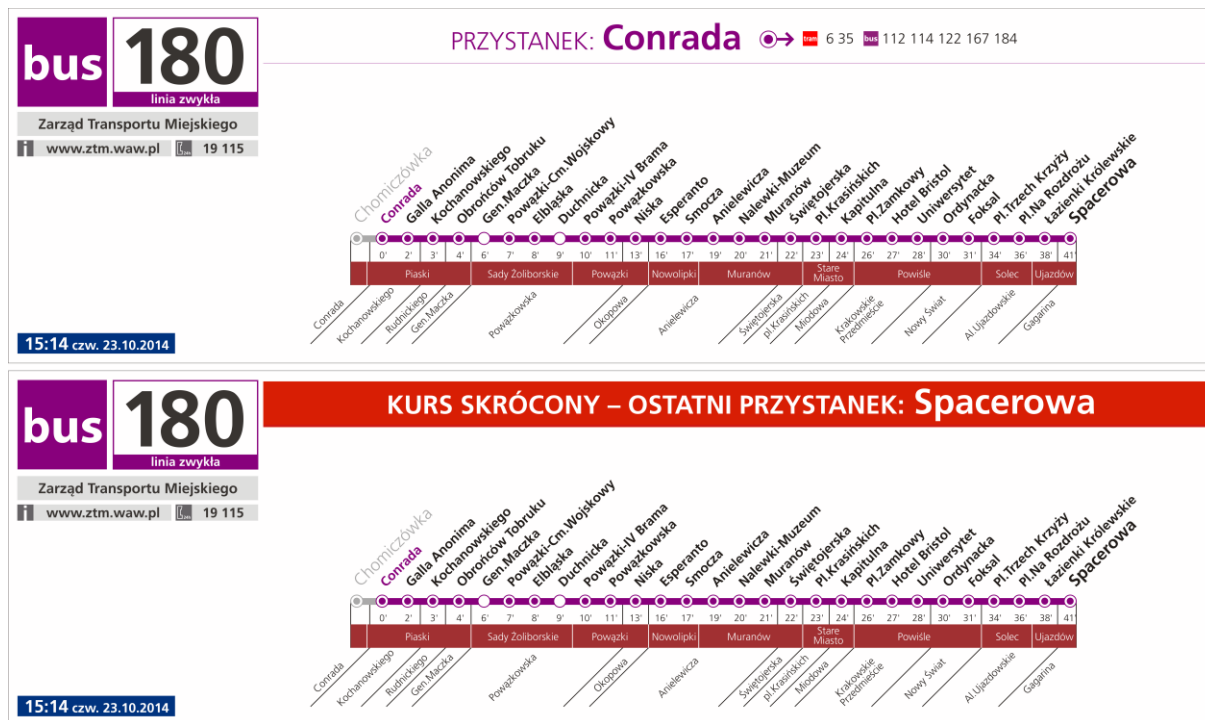 bus
180
linia zwykła
Zarząd Transportu Miejskiego
i www.ztm.waw.pl 19 115
PRZYSTANEK: Conrada tram 6 35 bus 112 114 122 167 184
Chomiczówka
Conrada
Galla Anonima
Kochanowskiego
Obrońców Tobruku
Gen.Maczka
Powązki-Cm.Wojskowy
Elbląska
Duchnicka
Powązki-IV Brama
Powązkowska
Niska
Esperanto
Smocza
Anielewicza
Nalewki-Muzeum
Muranów
Świętojerska
Pl.Krasińskich
Kapitulna
Pl.Zamkowy
Hotel Bristol
Uniwersytet
Ordynacka
Foksal
Pl.Trzech Krzyży
Pl.Na Rozdrożu
Łazienki Królewskie
Spacerowa
0' 2' 3' 4' 6' 7' 8' 9' 10' 11' 13' 16' 17' 19' 20' 21' 22' 23' 24' 26' 27' 28' 30' 31' 34' 36' 38' 41'
Piaski Sady Żoliborskie Powązki Nowolipki Muranów Stare Miasto Powiśle Solec Ujazdów
Conrada
Kochanowskiego
Rudnickiego
Gen.Maczka
Powązkowska
Okopowa
Anielewicza
Świętojerska
pl.Krasińskich
Miodowa
Krakowskie Przedmieście
Nowy Świat
Al.Ujazdowskie
Gagarina
15:14 czw. 23.10.2014
bus
180
linia zwykła
Zarząd Transportu Miejskiego
i www.ztm.waw.pl 19 115
KURS SKRÓCONY – OSTATNI PRZYSTANEK: Spacerowa
Chomiczówka
Conrada
Galla Anonima
Kochanowskiego
Obrońców Tobruku
Gen.Maczka
Powązki-Cm.Wojskowy
Elbląska
Duchnicka
Powązki-IV Brama
Powązkowska
Niska
Esperanto
Smocza
Anielewicza
Nalewki-Muzeum
Muranów
Świętojerska
Pl.Krasińskich
Kapitulna
Pl.Zamkowy
Hotel Bristol
Uniwersytet
Ordynacka
Foksal
Pl.Trzech Krzyży
Pl.Na Rozdrożu
Łazienki Królewskie
Spacerowa
0' 2' 3' 4' 6' 7' 8' 9' 10' 11' 13' 16' 17' 19' 20' 21' 22' 23' 24' 26' 27' 28' 30' 31' 34' 36' 38' 41'
Piaski Sady Żoliborskie Powązki Nowolipki Muranów Stare Miasto Powiśle Solec Ujazdów
Conrada
Kochanowskiego
Rudnickiego
Gen.Maczka
Powązkowska
Okopowa
Anielewicza
Świętojerska
pl.Krasińskich
Miodowa
Krakowskie Przedmieście
Nowy Świat
Al.Ujazdowskie
Gagarina
15:14 czw. 23.10.2014